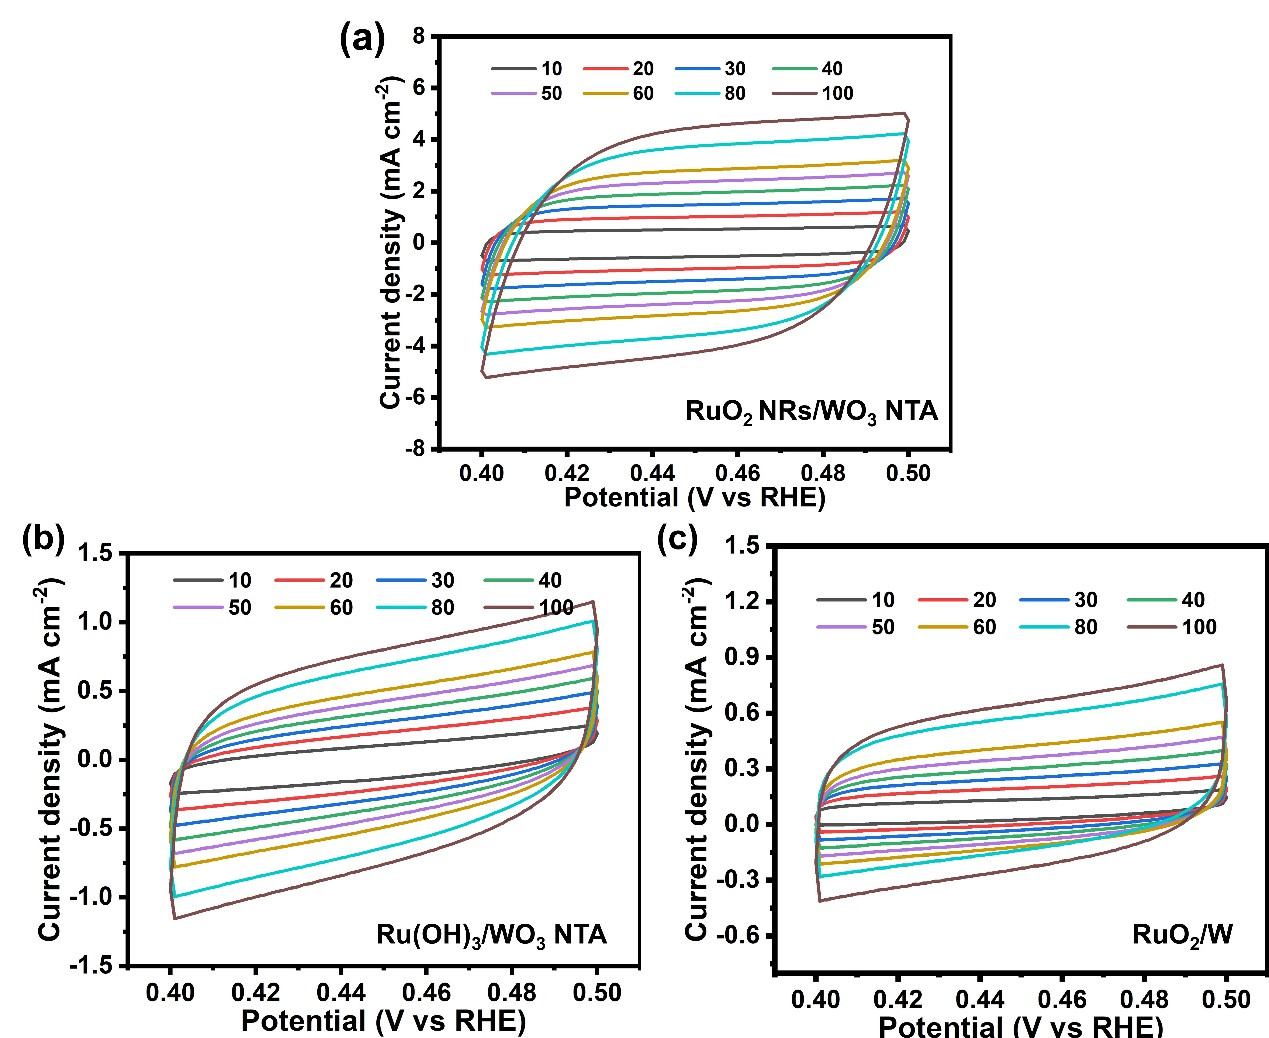 (a)
8
6
4
2
0
-2
-4
-6
-8
Current density (mA cm⁻²)
10 20 30 40
50 60 80 100
RuO₂ NRs/WO₃ NTA
0.40 0.42 0.44 0.46 0.48 0.50
Potential (V vs RHE)
(b)
1.5
1.0
0.5
0.0
-0.5
-1.0
-1.5
Current density (mA cm⁻²)
10 20 30 40
50 60 80 100
Ru(OH)₃/WO₃ NTA
0.40 0.42 0.44 0.46 0.48 0.50
Potential (V vs RHE)
(c)
1.5
1.2
0.9
0.6
0.3
0.0
-0.3
-0.6
Current density (mA cm⁻²)
10 20 30 40
50 60 80 100
RuO₂/W
0.40 0.42 0.44 0.46 0.48 0.50
Potential (V vs RHE)